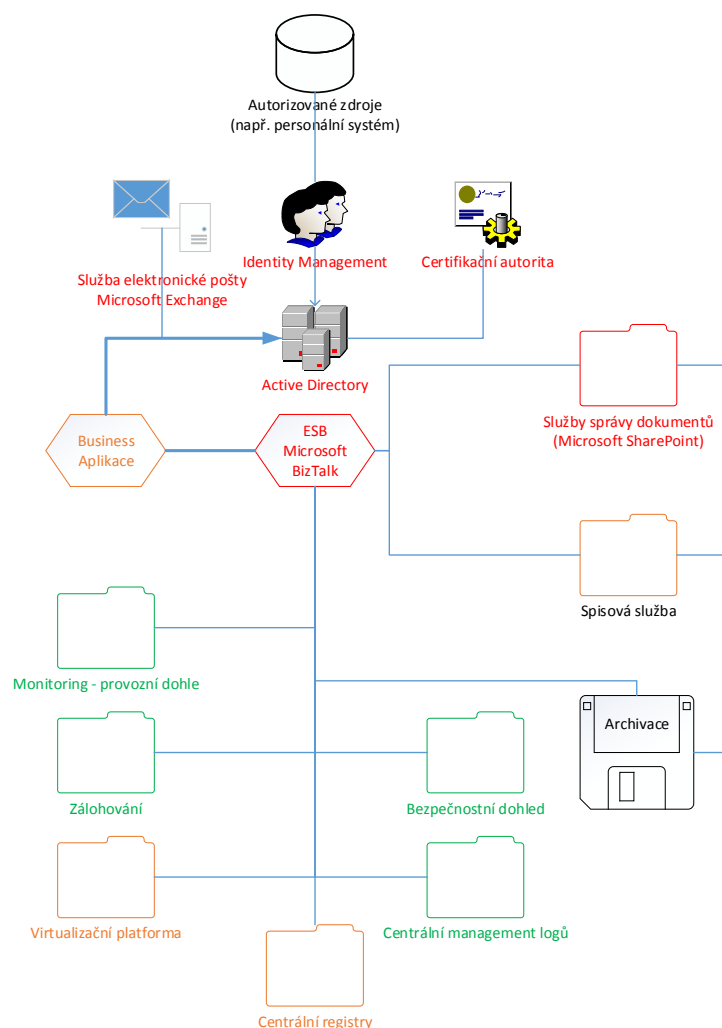 Autorizované zdroje
(např. personální systém)
Služba elektronické pošty
Microsoft Exchange
Identity Management
Certifikační autorita
Active Directory
Služby správy dokumentů
(Microsoft SharePoint)
Business
Aplikace
ESB
Microsoft
BizTalk
Spisová služba
Monitoring - provozní dohle
Archivace
Zálohování
Bezpečnostní dohled
Virtualizační platforma
Centrální management logů
Centrální registry